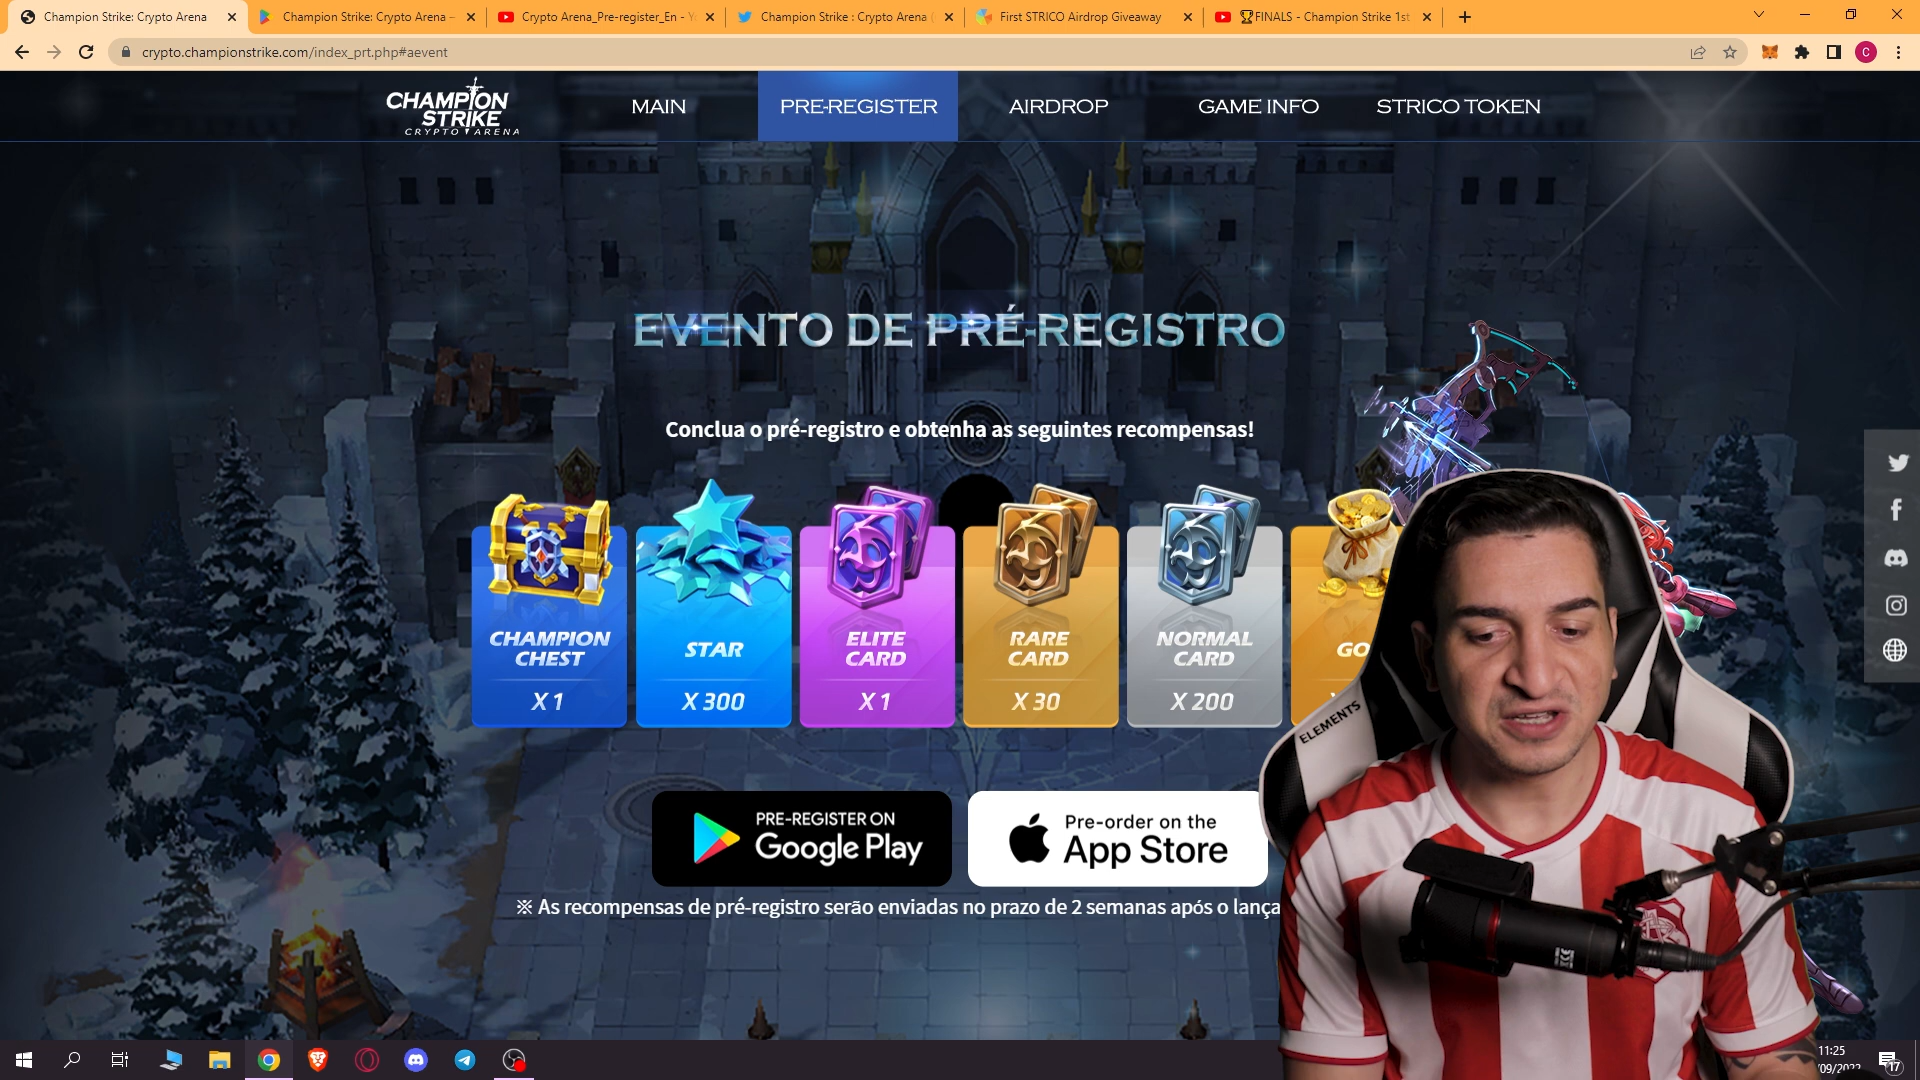 Champion Strike: Crypto Arena
Champion Strike: Crypto Arena –
Crypto Arena_Pre-register_En - Y
Champion Strike : Crypto Arena (
First STRICO Airdrop Giveaway
🏆FINALS - Champion Strike 1st
crypto.championstrike.com/index_prt.php#aevent
C
CHAMPION
STRIKE
CRYPTO ARENA
MAIN
PRE-REGISTER
AIRDROP
GAME INFO
STRICO TOKEN
EVENTO DE PRÉ-REGISTRO
Conclua o pré-registro e obtenha as seguintes recompensas!
CHAMPION
CHEST
X 1
STAR
X 300
ELITE
CARD
X 1
RARE
CARD
X 30
NORMAL
CARD
X 200
GO
PRE-REGISTER ON
Google Play
Pre-order on the
App Store
※ As recompensas de pré-registro serão enviadas no prazo de 2 semanas após o lança
ELEMENTS
11:25
/09/2022
17